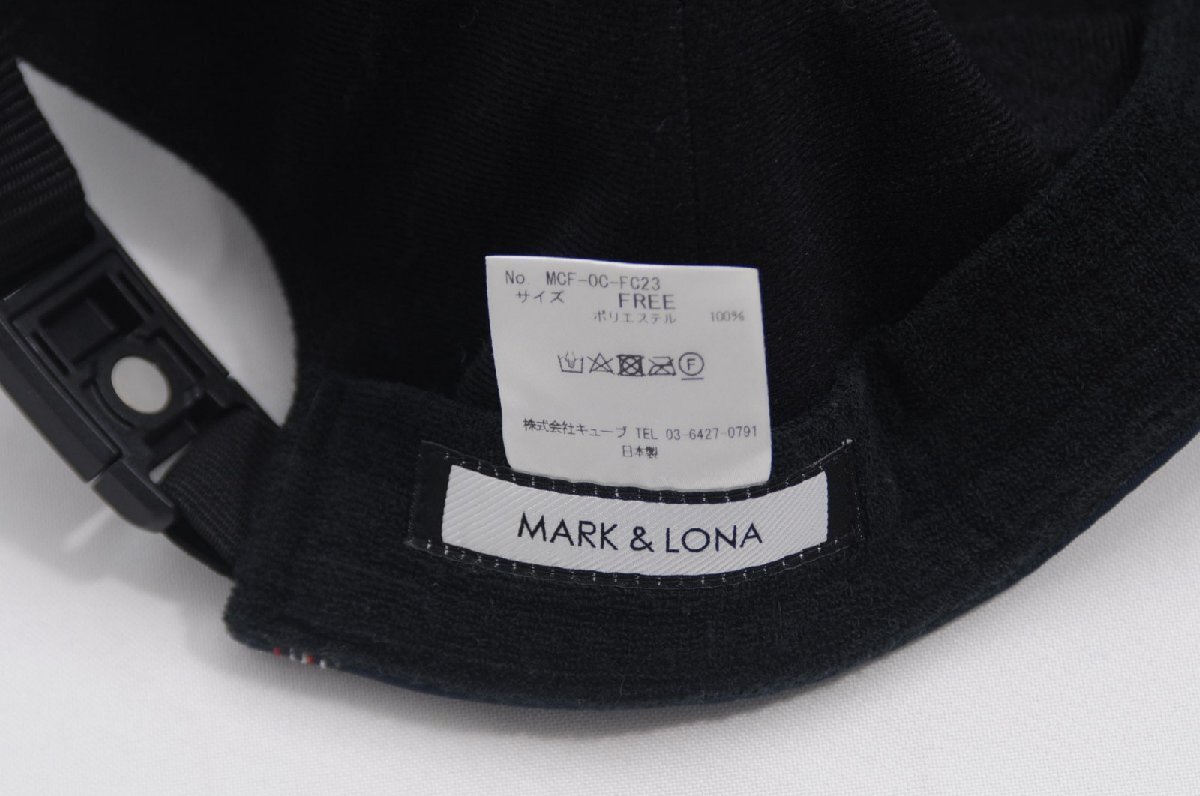 No. MCF-OC-FC23
サイズ FREE
ポリエステル 100%
F
株式会社キューブ TEL 03-6427-0791
日本製
MARK & LONA